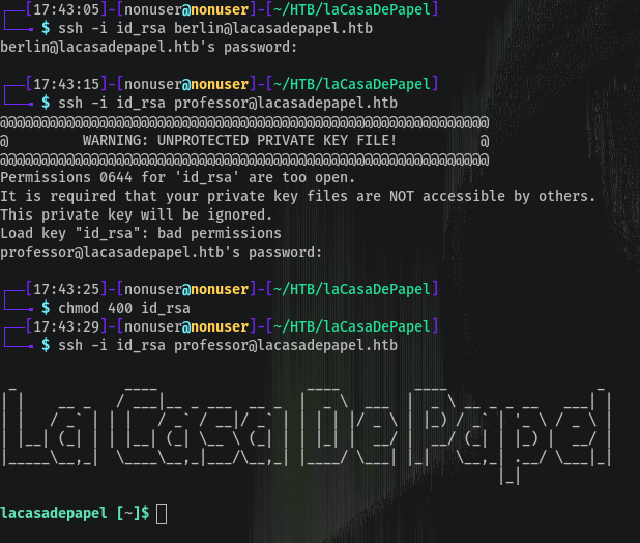 ┌──[17:43:05]-[nonuser@nonuser]-[~/HTB/laCasaDePapel]
└──╼ $ ssh -i id_rsa berlin@lacasadepapel.htb
berlin@lacasadepapel.htb's password:
┌──[17:43:15]-[nonuser@nonuser]-[~/HTB/laCasaDePapel]
└──╼ $ ssh -i id_rsa professor@lacasadepapel.htb
@@@@@@@@@@@@@@@@@@@@@@@@@@@@@@@@@@@@@@@@@@@@@@@@@@@@@@@@@@@
@         WARNING: UNPROTECTED PRIVATE KEY FILE!          @
@@@@@@@@@@@@@@@@@@@@@@@@@@@@@@@@@@@@@@@@@@@@@@@@@@@@@@@@@@@
Permissions 0644 for 'id_rsa' are too open.
It is required that your private key files are NOT accessible by others.
This private key will be ignored.
Load key "id_rsa": bad permissions
professor@lacasadepapel.htb's password:
┌──[17:43:25]-[nonuser@nonuser]-[~/HTB/laCasaDePapel]
└──╼ $ chmod 400 id_rsa
┌──[17:43:29]-[nonuser@nonuser]-[~/HTB/laCasaDePapel]
└──╼ $ ssh -i id_rsa professor@lacasadepapel.htb
La Casa De Papel
lacasadepapel [~]$